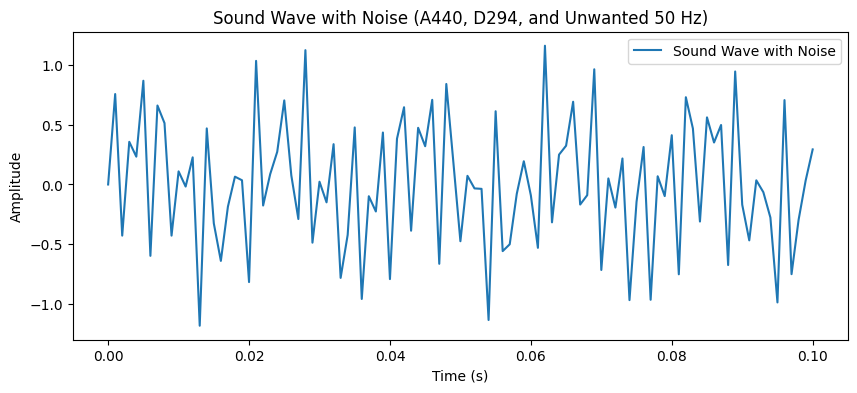 Sound Wave with Noise (A440, D294, and Unwanted 50 Hz)
Sound Wave with Noise
1.0
0.5
0.0
−0.5
−1.0
Amplitude
0.00 0.02 0.04 0.06 0.08 0.10
Time (s)